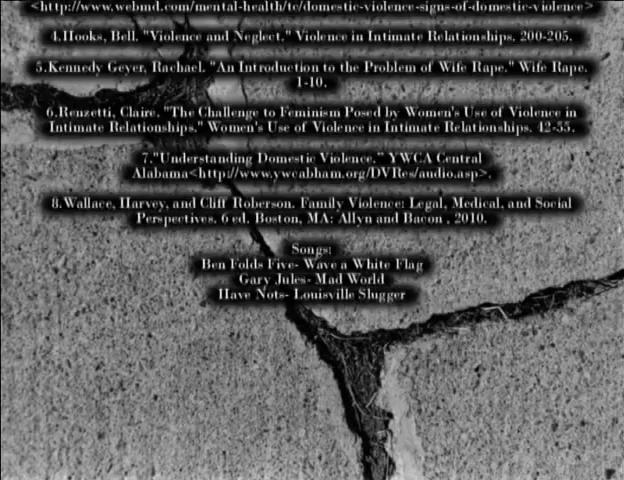 <http://www.webmd.com/mental-health/tc/domestic-violence-signs-of-domestic-violence>
4.Hooks, Bell. "Violence and Neglect." Violence in Intimate Relationships. 200-205.
5.Kennedy Geyer, Rachael. "An Introduction to the Problem of Wife Rape." Wife Rape.
1-10.
6.Renzetti, Claire. "The Challenge to Feminism Posed by Women's Use of Violence in
Intimate Relationships." Women's Use of Violence in Intimate Relationships. 42-55.
7."Understanding Domestic Violence." YWCA Central
Alabama<http://www.ywcabham.org/DVRes/audio.asp>.
8.Wallace, Harvey, and Cliff Roberson. Family Violence: Legal, Medical, and Social
Perspectives. 6 ed. Boston, MA: Allyn and Bacon , 2010.
Songs:
Ben Folds Five- Wave a White Flag
Gary Jules- Mad World
Have Nots- Louisville Slugger